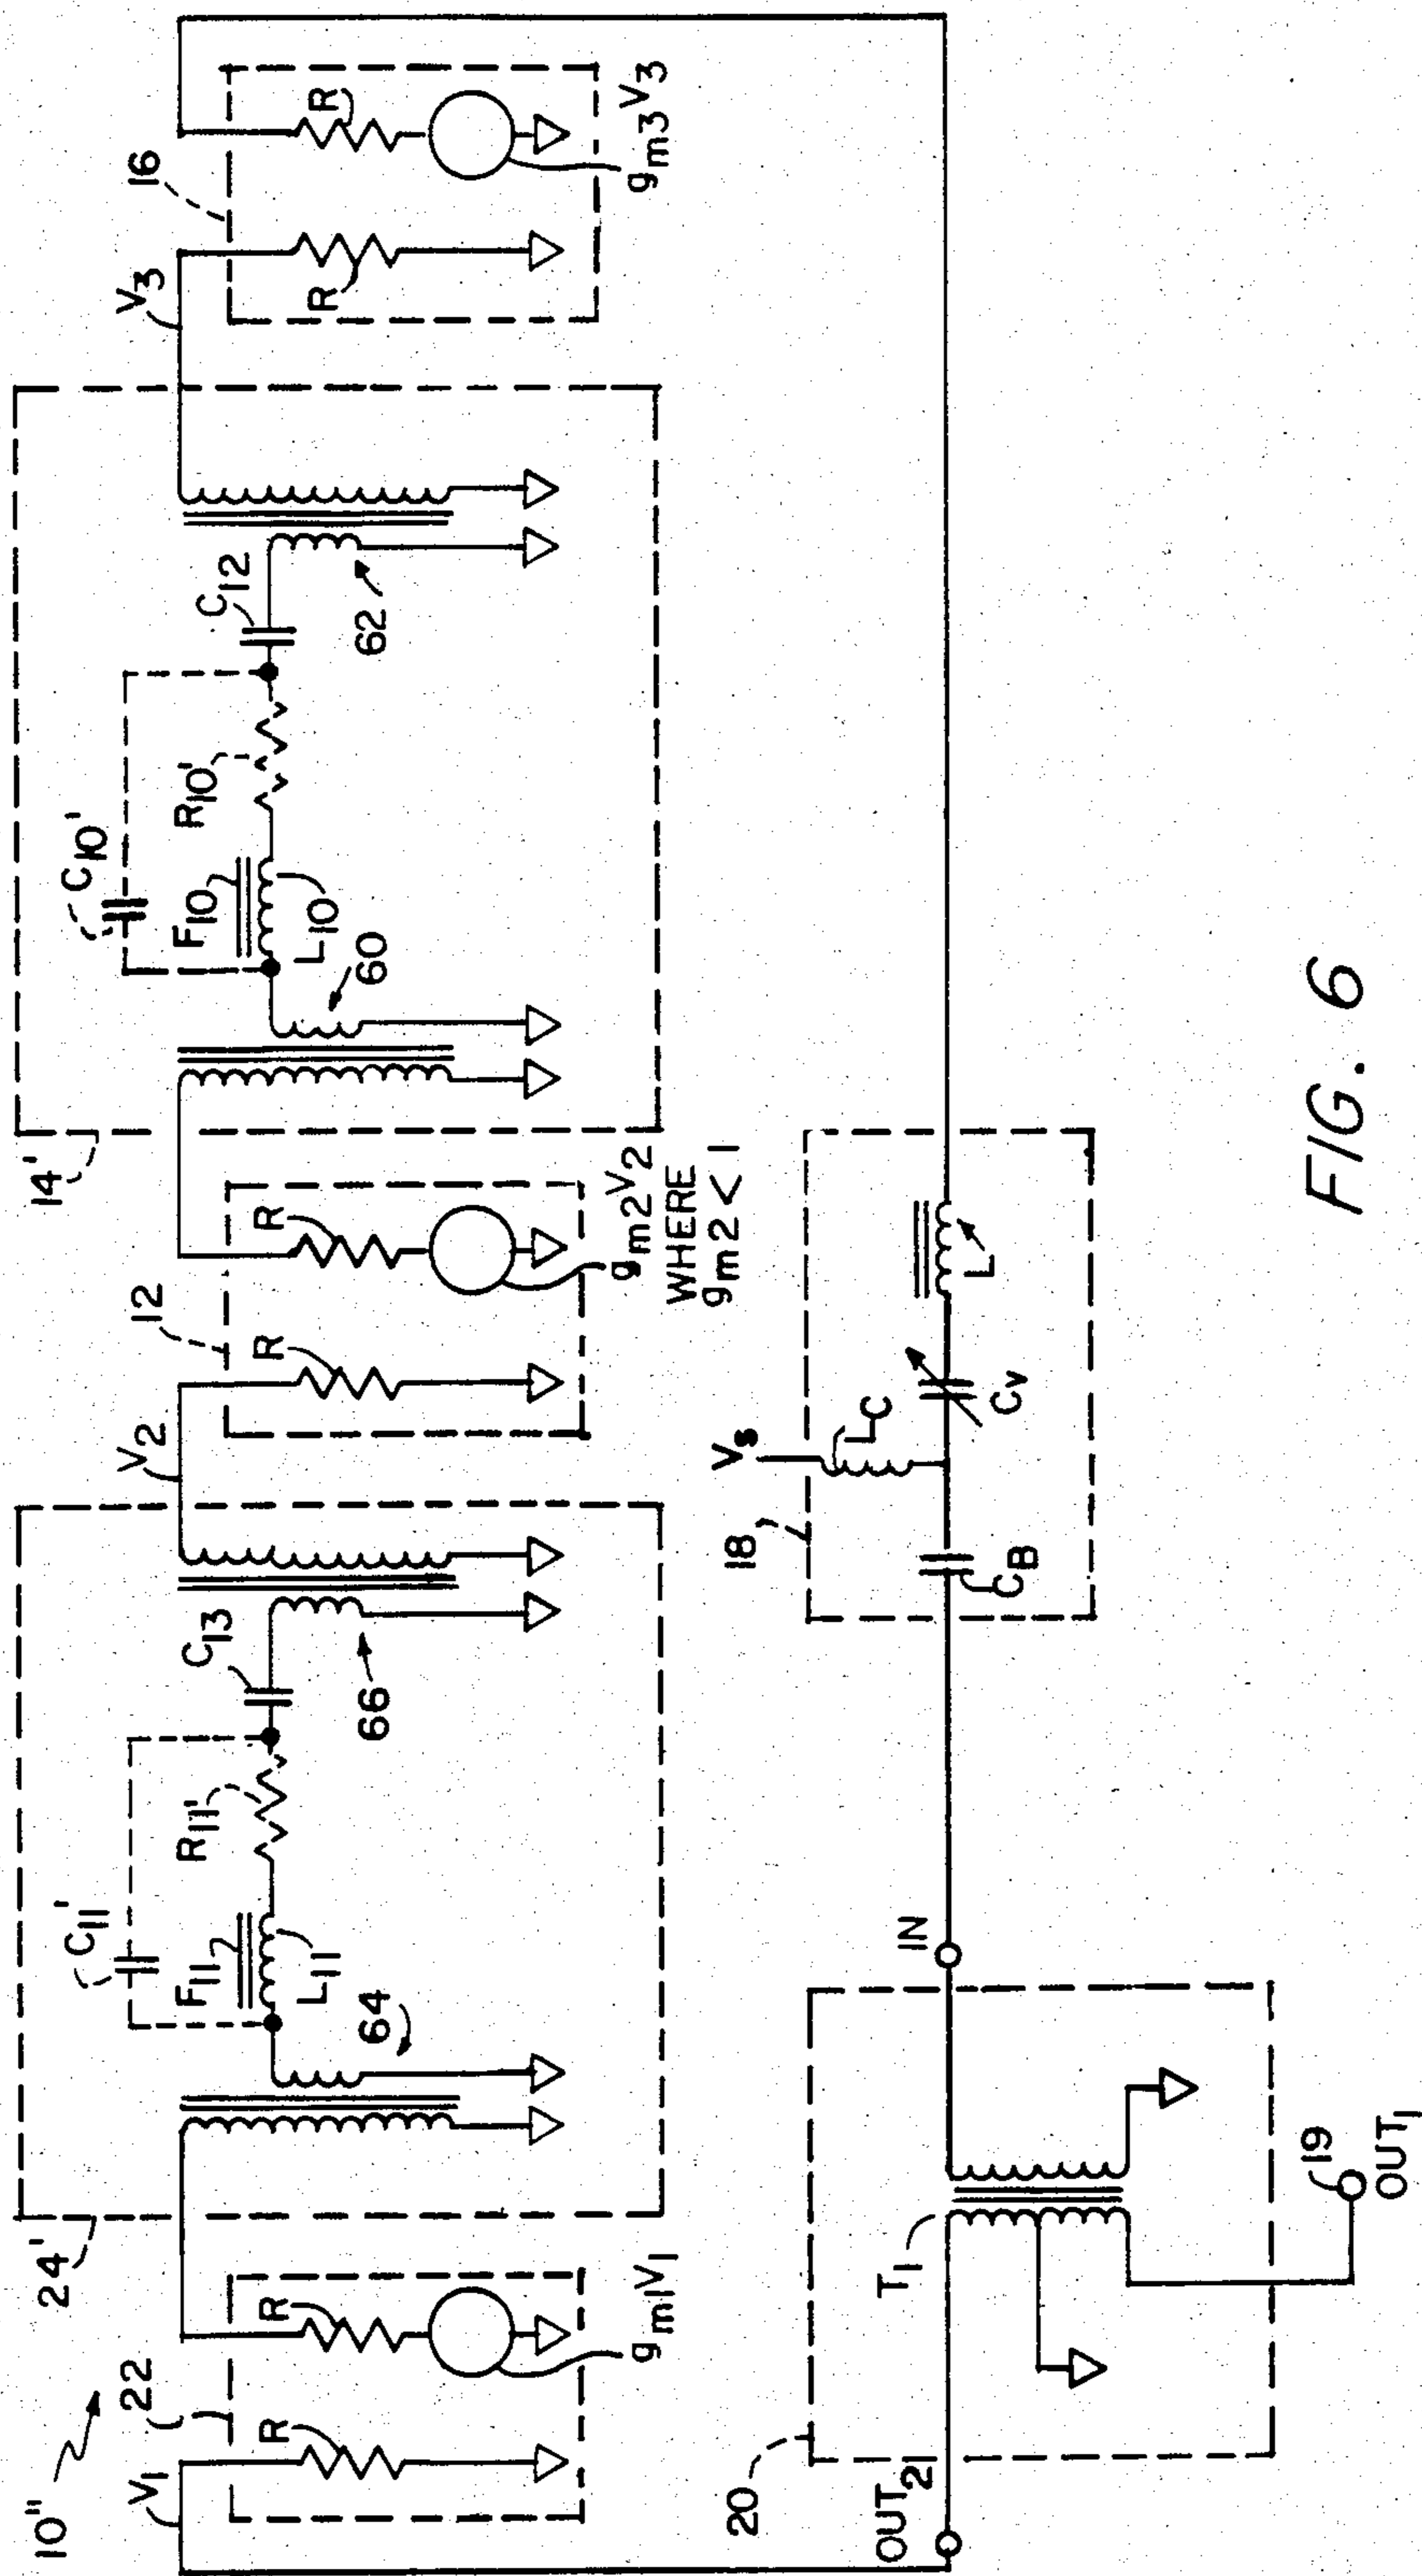 10"
V1
22
R
R
gm1V1
24'
C11'
F11
R11'
L11
64
C13
66
V2
12
R
R
gm2V2
WHERE
gm2 < 1
14'
C10'
F10
R10'
L10
60
C12
62
V3
16
R
R
gm3V3
20
OUT2
21
T1
IN
19
OUT1
18
VS
LC
CB
CV
L
FIG. 6